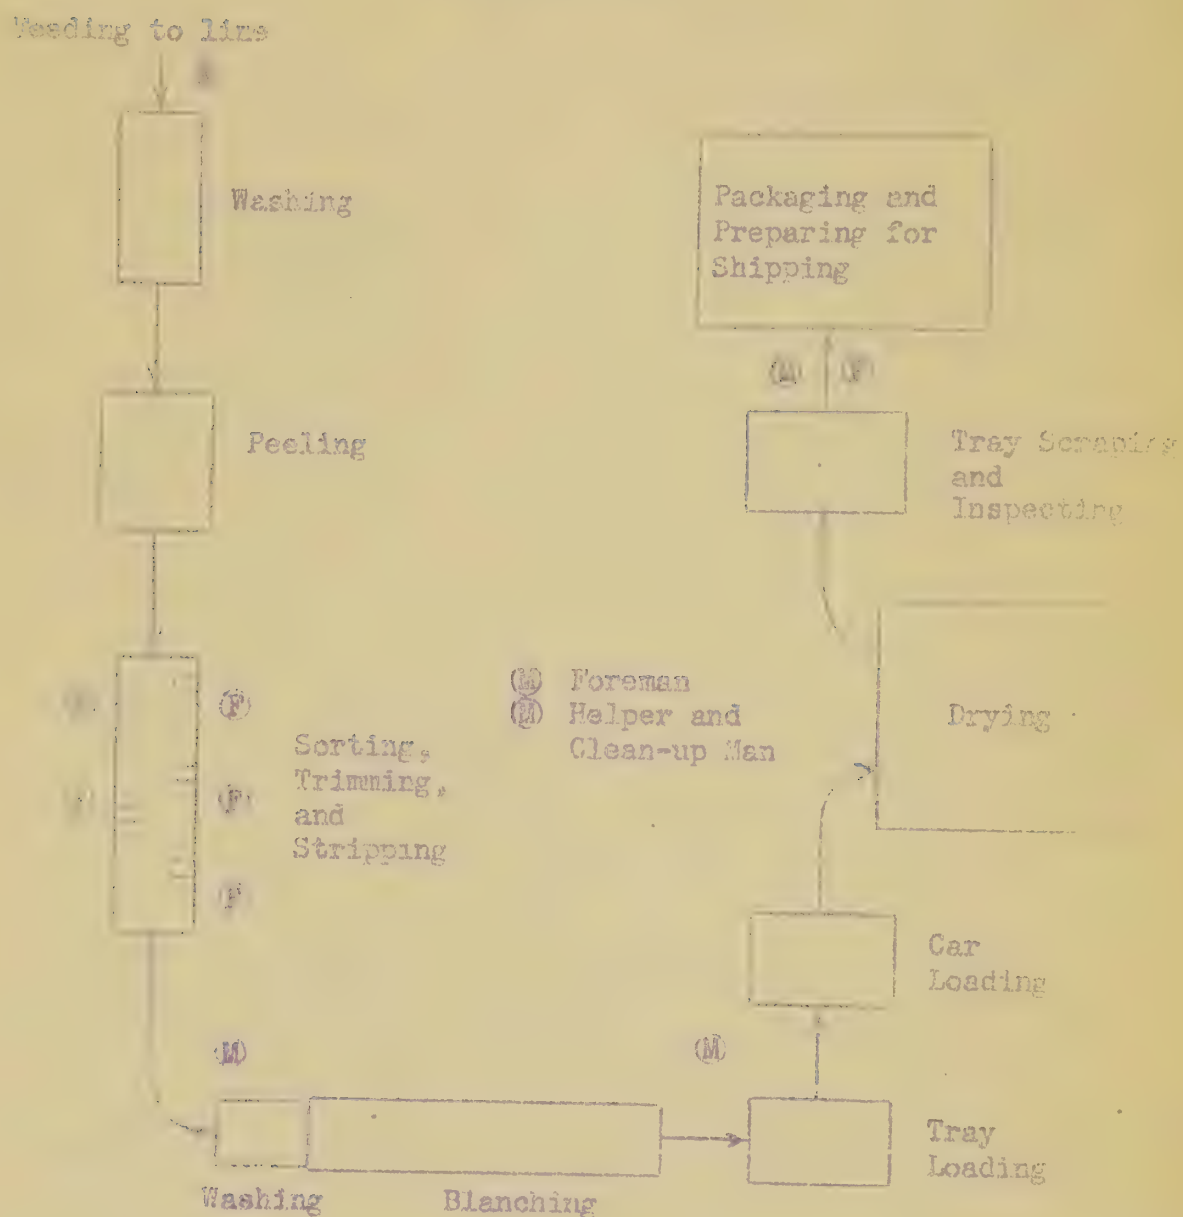 Feeding to line
Washing
Packaging and
Preparing for
Shipping
(M) (F)
Peeling
Tray Scraping
and
Inspecting
(F)
(M) Foreman
(M) Helper and
Clean-up Man
Drying
Sorting,
Trimming,
and
Stripping
(F)
(F)
Car
Loading
(M)
(M)
Tray
Loading
Washing
Blanching